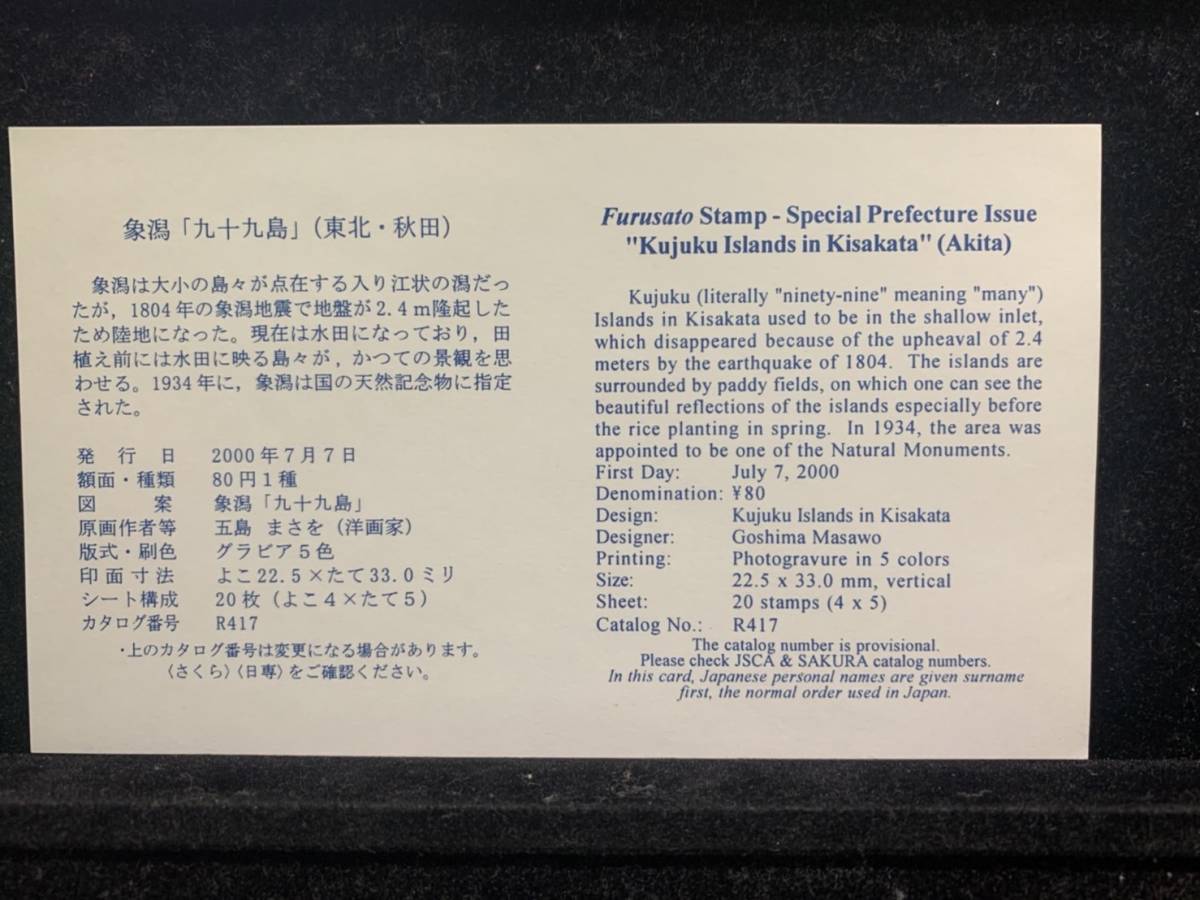 象潟「九十九島」（東北・秋田）
象潟は大小の島々が点在する入り江状の潟だっ
たが，1804年の象潟地震で地盤が2.4ｍ隆起した
ため陸地になった。現在は水田になっており，田
植え前には水田に映る島々が，かつての景観を思
わせる。1934年に，象潟は国の天然記念物に指定
された。
発行日 2000年7月7日
額面・種類 80円1種
図案 象潟「九十九島」
原画作者等 五島 まさを（洋画家）
版式・刷色 グラビア5色
印面寸法 よこ22.5×たて33.0ミリ
シート構成 20枚（よこ4×たて5）
カタログ番号 R417
・上のカタログ番号は変更になる場合があります。
〈さくら〉〈日専〉をご確認ください。
Furusato Stamp - Special Prefecture Issue
"Kujuku Islands in Kisakata" (Akita)
Kujuku (literally "ninety-nine" meaning "many")
Islands in Kisakata used to be in the shallow inlet,
which disappeared because of the upheaval of 2.4
meters by the earthquake of 1804. The islands are
surrounded by paddy fields, on which one can see the
beautiful reflections of the islands especially before
the rice planting in spring. In 1934, the area was
appointed to be one of the Natural Monuments.
First Day: July 7, 2000
Denomination: ¥80
Design: Kujuku Islands in Kisakata
Designer: Goshima Masawo
Printing: Photogravure in 5 colors
Size: 22.5 x 33.0 mm, vertical
Sheet: 20 stamps (4 x 5)
Catalog No.: R417
The catalog number is provisional.
Please check JSCA & SAKURA catalog numbers.
In this card, Japanese personal names are given surname
first, the normal order used in Japan.